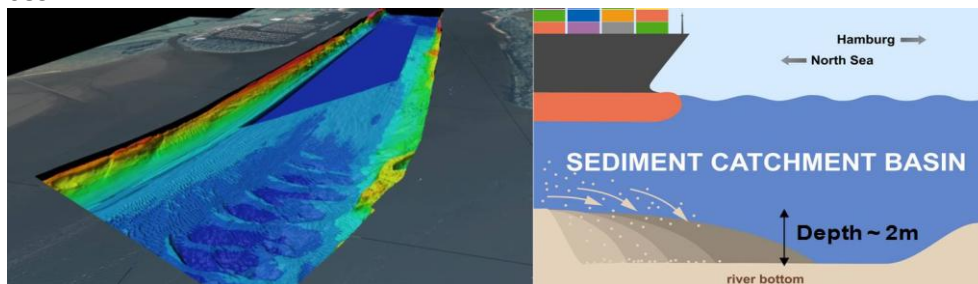 Hamburg
North Sea
SEDIMENT CATCHMENT BASIN
Depth ~ 2m
river bottom